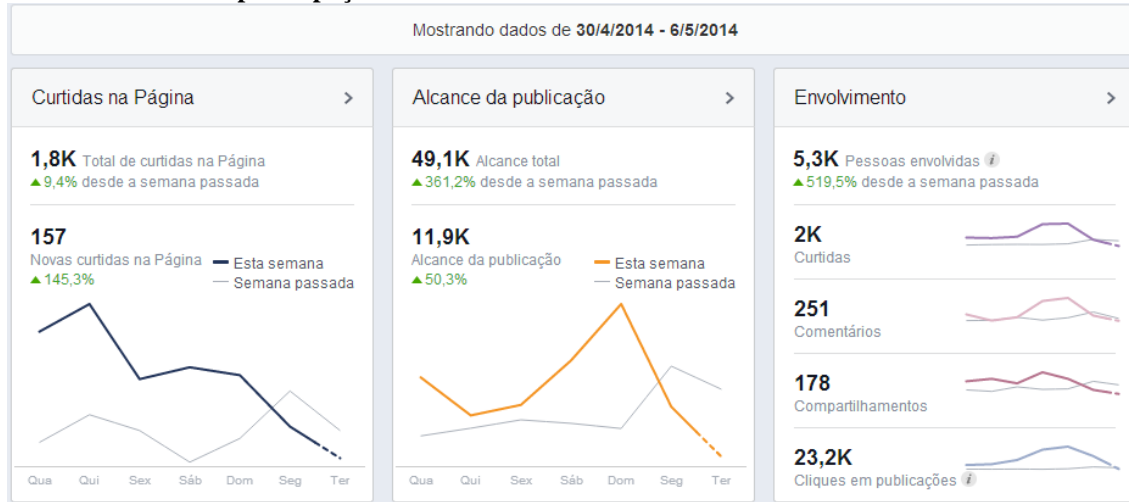 Mostrando dados de 30/4/2014 - 6/5/2014
Curtidas na Página >
1,8K Total de curtidas na Página
▲9,4% desde a semana passada
157
Novas curtidas na Página
▲145,3%
Esta semana
Semana passada
Qua Qui Sex Sáb Dom Seg Ter
Alcance da publicação >
49,1K Alcance total
▲361,2% desde a semana passada
11,9K
Alcance da publicação
▲50,3%
Esta semana
Semana passada
Qua Qui Sex Sáb Dom Seg Ter
Envolvimento >
5,3K Pessoas envolvidas i
▲519,5% desde a semana passada
2K
Curtidas
251
Comentários
178
Compartilhamentos
23,2K
Cliques em publicações i